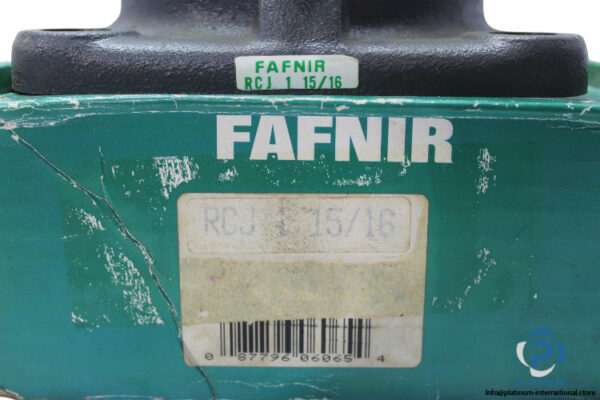 FAFNIR
RCJ 1 15/16
FAFNIR
RCJ 1 15/16
0 87796 06065 4
info@platinum-international.store